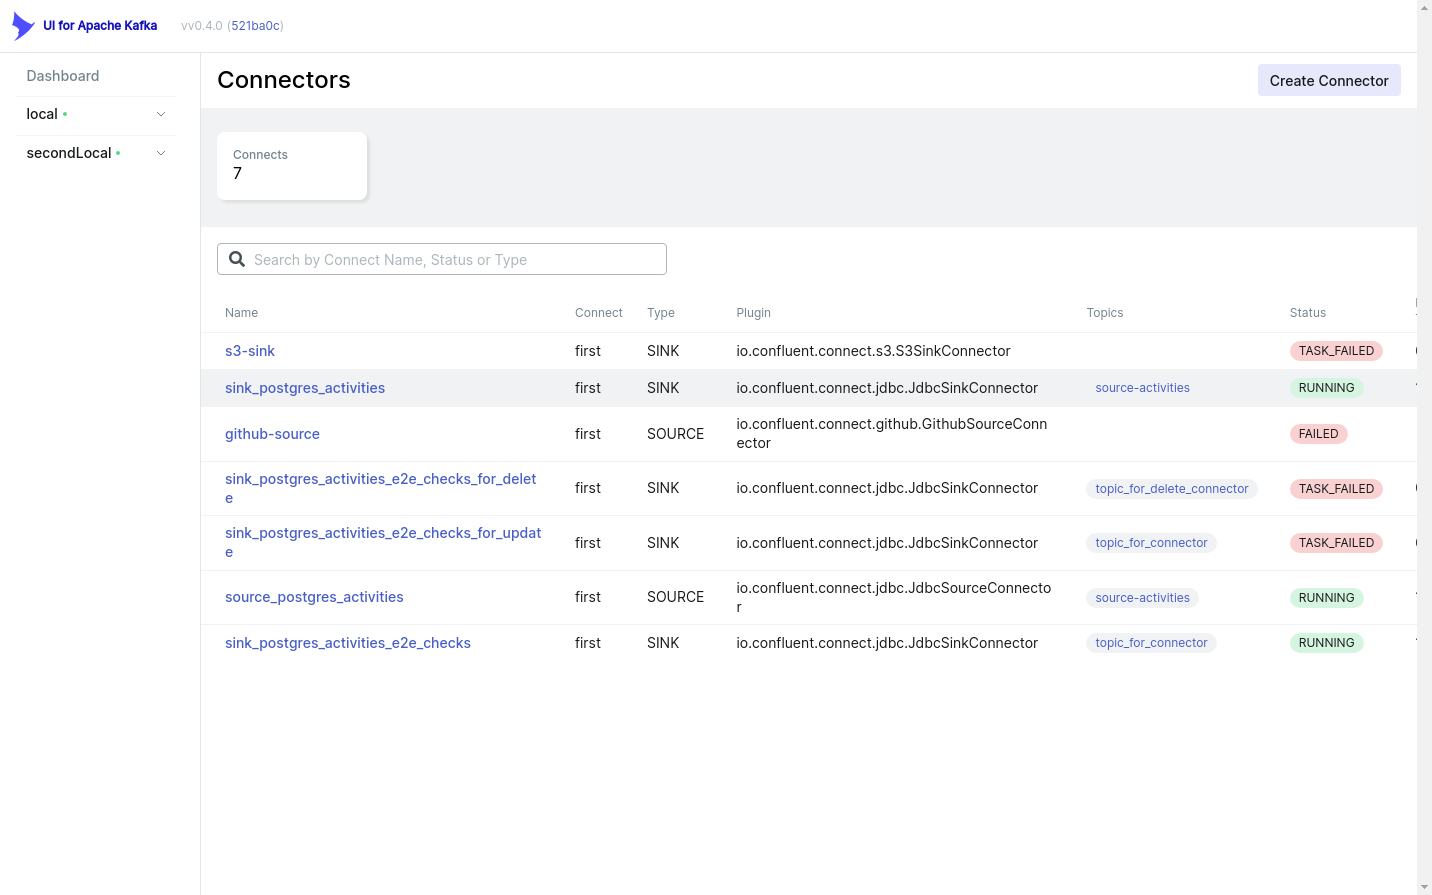 UI for Apache Kafka
vv0.4.0 (521ba0c)
Dashboard
local
secondLocal
Connectors
Create Connector
Connects
7
Search by Connect Name, Status or Type
Name Connect Type Plugin Topics Status
s3-sink first SINK io.confluent.connect.s3.S3SinkConnector TASK_FAILED
sink_postgres_activities first SINK io.confluent.connect.jdbc.JdbcSinkConnector source-activities RUNNING
github-source first SOURCE io.confluent.connect.github.GithubSourceConn
ector FAILED
sink_postgres_activities_e2e_checks_for_delet
e first SINK io.confluent.connect.jdbc.JdbcSinkConnector topic_for_delete_connector TASK_FAILED
sink_postgres_activities_e2e_checks_for_updat
e first SINK io.confluent.connect.jdbc.JdbcSinkConnector topic_for_connector TASK_FAILED
source_postgres_activities first SOURCE io.confluent.connect.jdbc.JdbcSourceConnecto
r source-activities RUNNING
sink_postgres_activities_e2e_checks first SINK io.confluent.connect.jdbc.JdbcSinkConnector topic_for_connector RUNNING